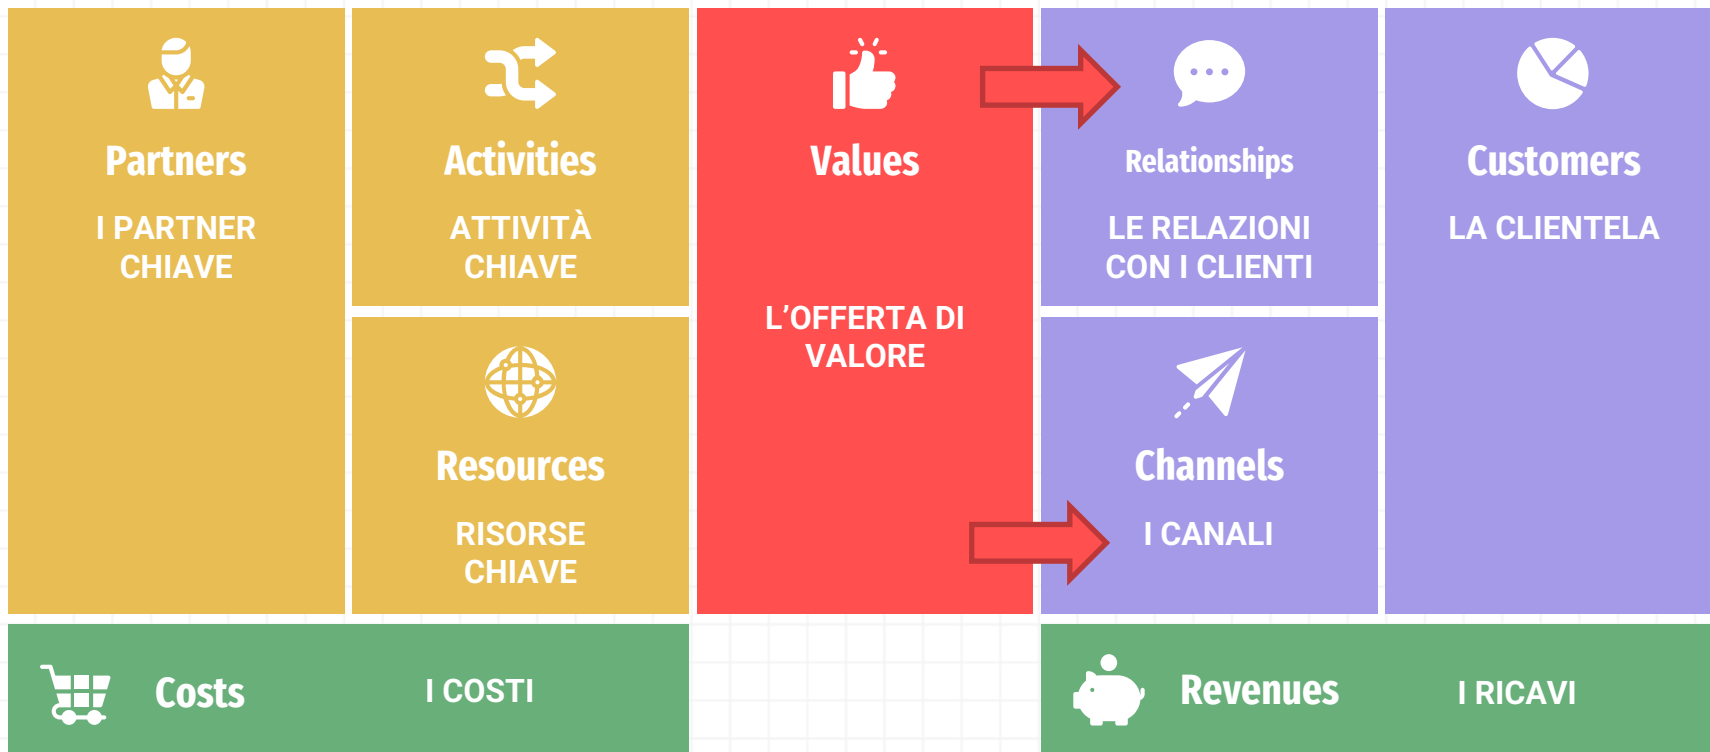 Partners
I PARTNER
CHIAVE
Activities
ATTIVITÀ
CHIAVE
Resources
RISORSE
CHIAVE
Values
L’OFFERTA DI
VALORE
Relationships
LE RELAZIONI
CON I CLIENTI
Channels
I CANALI
Customers
LA CLIENTELA
Costs
I COSTI
Revenues
I RICAVI